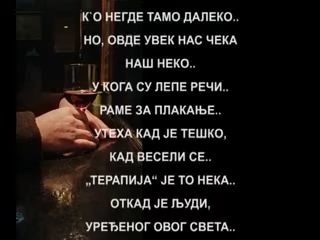 К`О НЕГДЕ ТАМО ДАЛЕКО..
НО, ОВДЕ УВЕК НАС ЧЕКА
НАШ НЕКО..
У КОГА СУ ЛЕПЕ РЕЧИ..
РАМЕ ЗА ПЛАКАЊЕ..
УТЕХА КАД ЈЕ ТЕШКО,
КАД ВЕСЕЛИ СЕ..
„ТЕРАПИЈА“ ЈЕ ТО НЕКА..
ОТКАД ЈЕ ЉУДИ,
УРЕЂЕНОГ ОВОГ СВЕТА..